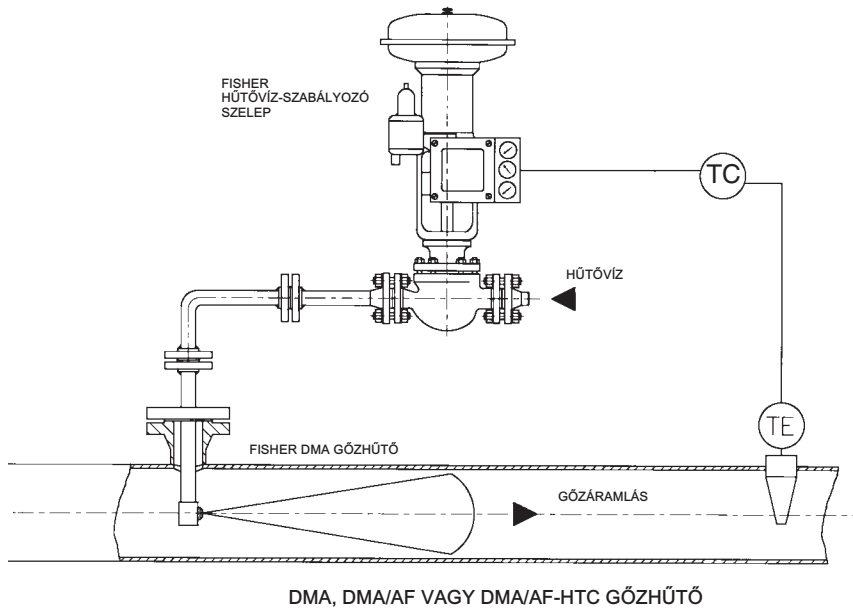 FISHER
HŰTŐVÍZ-SZABÁLYOZÓ
SZELEP
TC
HŰTŐVÍZ
TE
FISHER DMA GŐZHŰTŐ
GŐZÁRAMLÁS
DMA, DMA/AF VAGY DMA/AF-HTC GŐZHŰTŐ